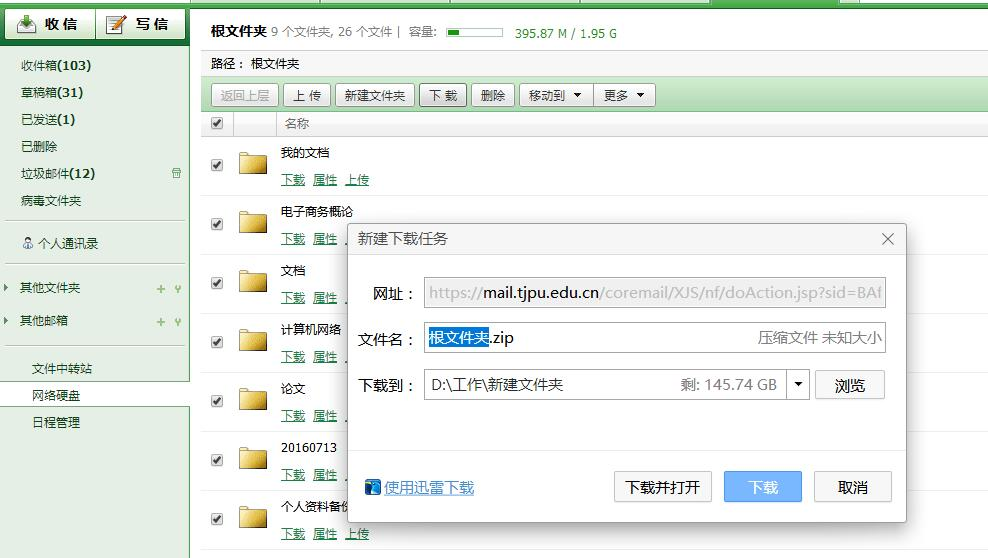 收信 写信
根文件夹 9 个文件夹, 26 个文件 | 容量: 395.87 M / 1.95 G
收件箱(103)
路径： 根文件夹
草稿箱(31)
返回上层 上 传 新建文件夹 下 载 删除 移动到 更多
已发送(1)
名称
已删除
我的文档
垃圾邮件(12)
下载 属性 上传
病毒文件夹
电子商务概论
下载 属性
个人通讯录
新建下载任务
文档
其他文件夹
网址： https://mail.tjpu.edu.cn/coremail/XJS/nf/doAction.jsp?sid=BAf
下载 属性
其他邮箱
计算机网络
文件名： 根文件夹.zip 压缩文件 未知大小
下载 属性
文件中转站
下载到： D:\工作\新建文件夹 剩: 145.74 GB 浏览
论文
网络硬盘
下载 属性
日程管理
20160713
下载 属性
使用迅雷下载 下载并打开 下载 取消
个人资料备份
下载 属性 上传